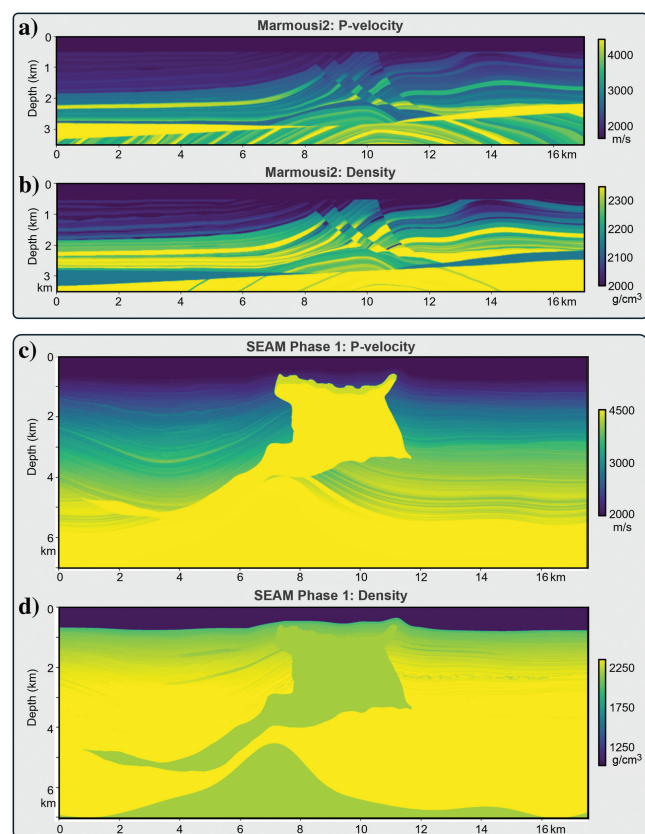 a)
Marmousi2: P-velocity
0
1
2
3
Depth (km)
0 2 4 6 8 10 12 14 16 km
4000
3000
2000
m/s
b)
Marmousi2: Density
0
1
2
3
km
Depth (km)
0 2 4 6 8 10 12 14 16 km
2300
2200
2100
2000
g/cm³
c)
SEAM Phase 1: P-velocity
0
2
4
6
km
Depth (km)
0 2 4 6 8 10 12 14 16 km
4500
3000
2000
m/s
d)
SEAM Phase 1: Density
0
2
4
6
km
Depth (km)
0 2 4 6 8 10 12 14 16 km
2250
1750
1250
g/cm³